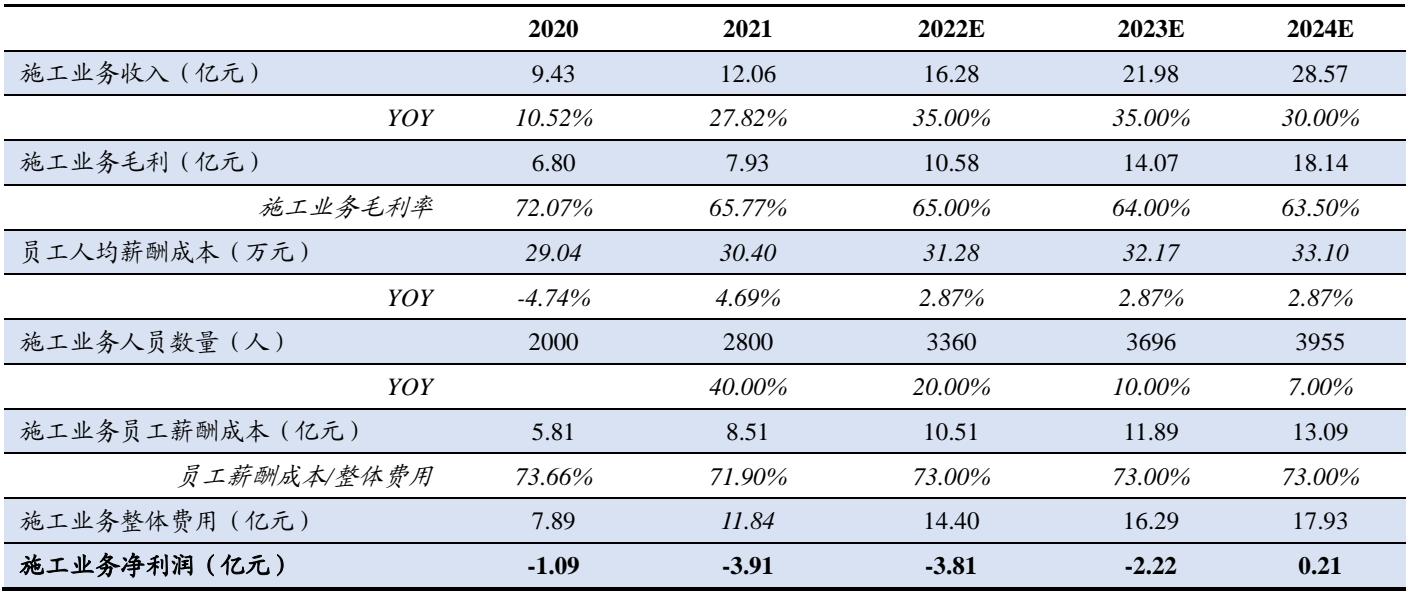 2020 2021 2022E 2023E 2024E
施工业务收入（亿元） 9.43 12.06 16.28 21.98 28.57
YOY 10.52% 27.82% 35.00% 35.00% 30.00%
施工业务毛利（亿元） 6.80 7.93 10.58 14.07 18.14
施工业务毛利率 72.07% 65.77% 65.00% 64.00% 63.50%
员工人均薪酬成本（万元） 29.04 30.40 31.28 32.17 33.10
YOY -4.74% 4.69% 2.87% 2.87% 2.87%
施工业务人员数量（人） 2000 2800 3360 3696 3955
YOY 40.00% 20.00% 10.00% 7.00%
施工业务员工薪酬成本（亿元） 5.81 8.51 10.51 11.89 13.09
员工薪酬成本/整体费用 73.66% 71.90% 73.00% 73.00% 73.00%
施工业务整体费用（亿元） 7.89 11.84 14.40 16.29 17.93
施工业务净利润（亿元） -1.09 -3.91 -3.81 -2.22 0.21